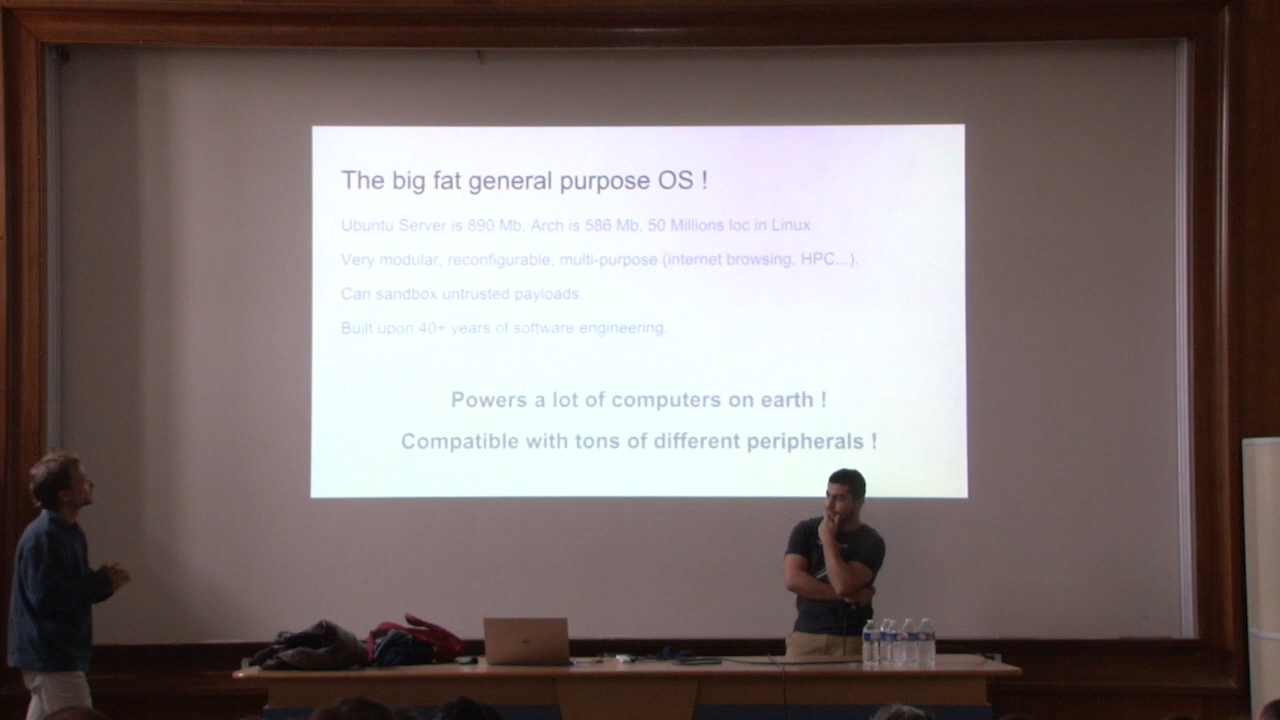 The big fat general purpose OS !
Ubuntu Server is 890 Mb. Arch is 586 Mb, 50 Millions loc in Linux
Very modular, reconfigurable, multi-purpose (internet browsing, HPC...).
Can sandbox untrusted payloads.
Built upon 40+ years of software engineering.
Powers a lot of computers on earth !
Compatible with tons of different peripherals !